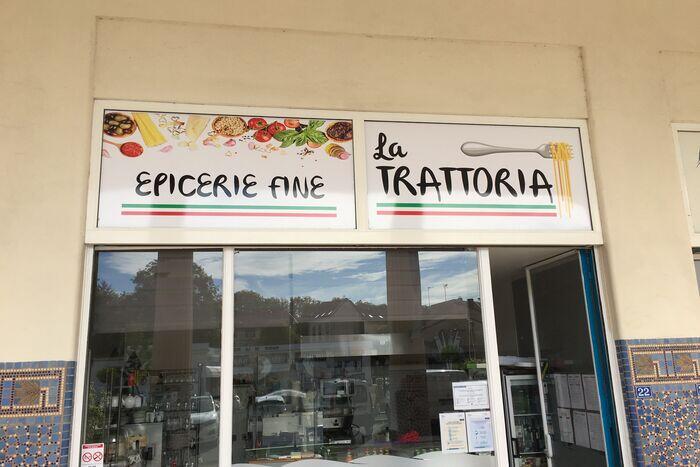 EPICERIE FINE
La
TRATTORIA
22